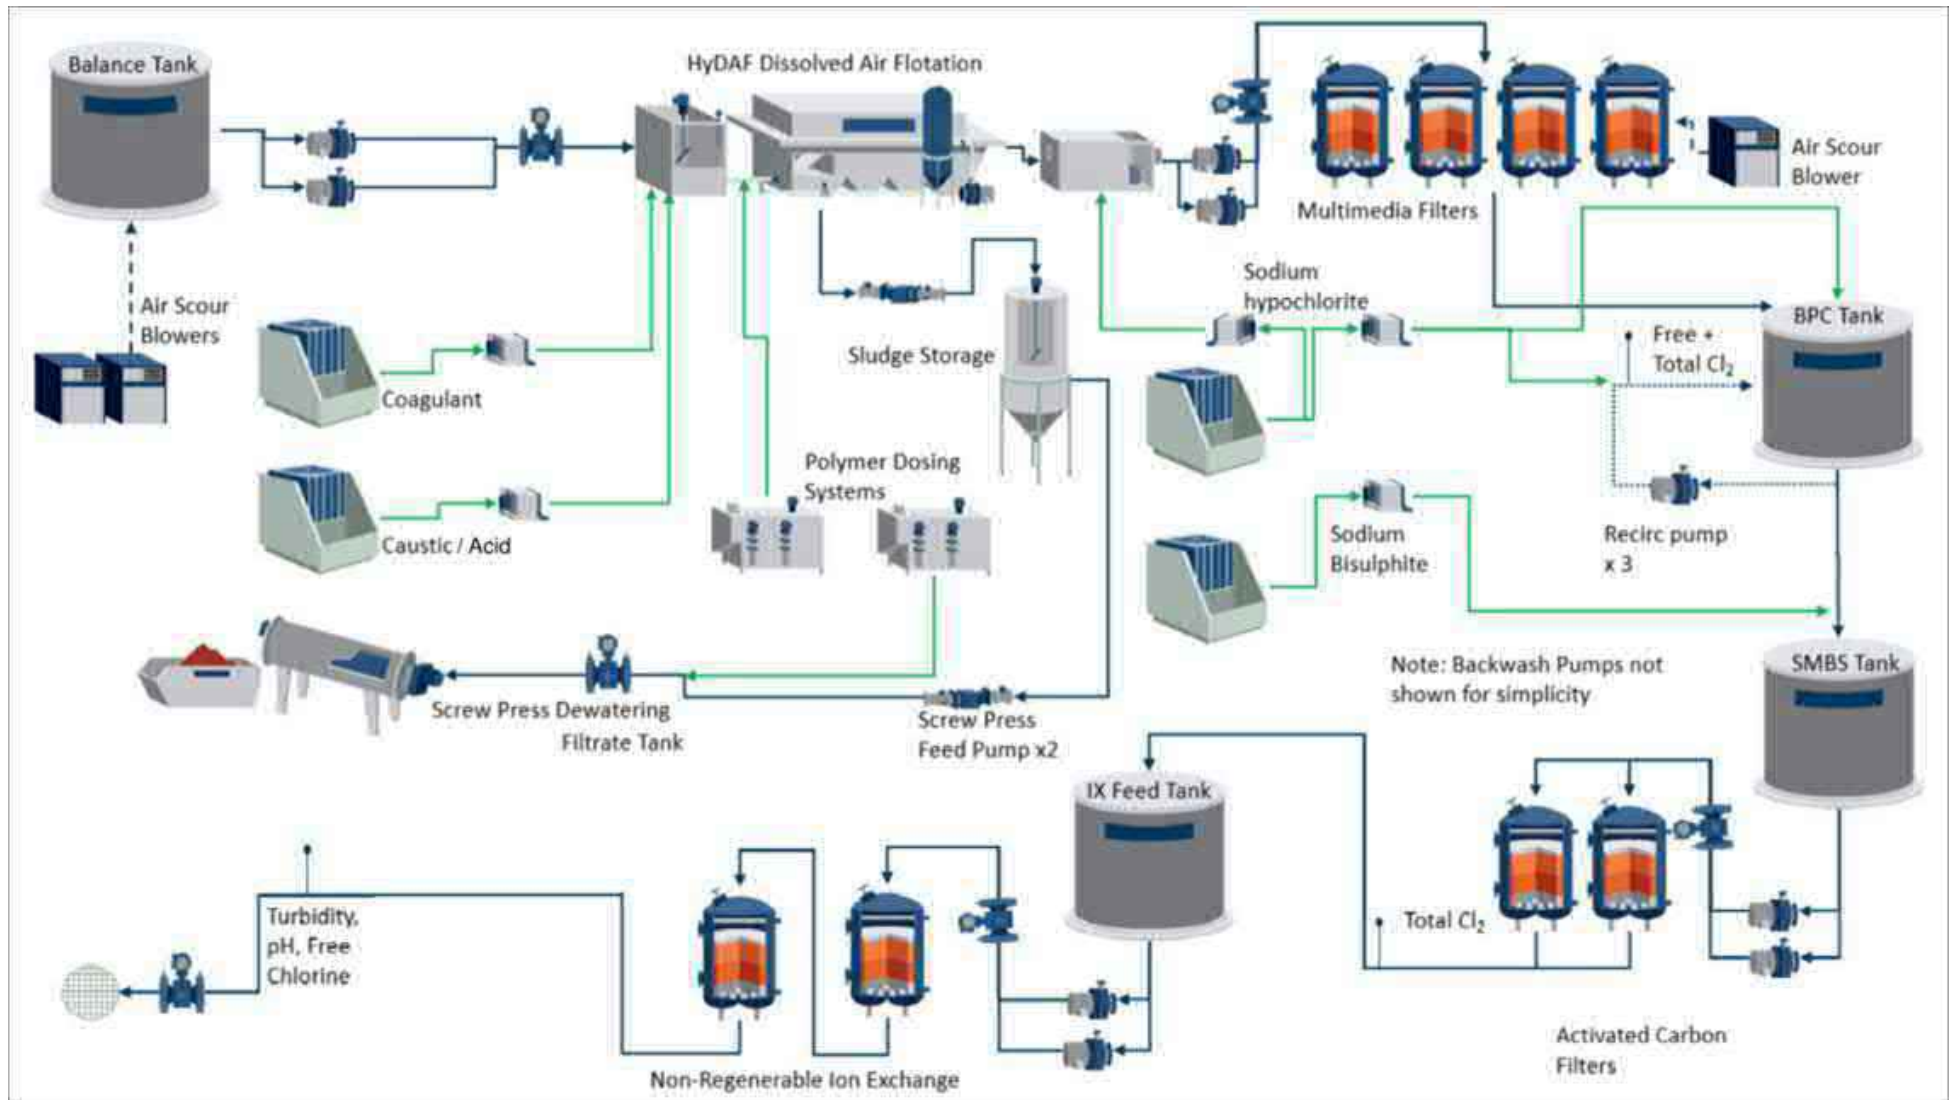 Balance Tank
HyDAF Dissolved Air Flotation
Air Scour
Blower
Multimedia Filters
Air Scour
Blowers
Sodium
hypochlorite
BPC Tank
Free +
Total Cl₂
Sludge Storage
Coagulant
Polymer Dosing
Systems
Caustic / Acid
Sodium
Bisulphite
Recirc pump
x 3
Note: Backwash Pumps not
shown for simplicity
SMBS Tank
Screw Press Dewatering
Filtrate Tank
Screw Press
Feed Pump x2
IX Feed Tank
Turbidity,
pH, Free
Chlorine
Total Cl₂
Activated Carbon
Filters
Non-Regenerable Ion Exchange